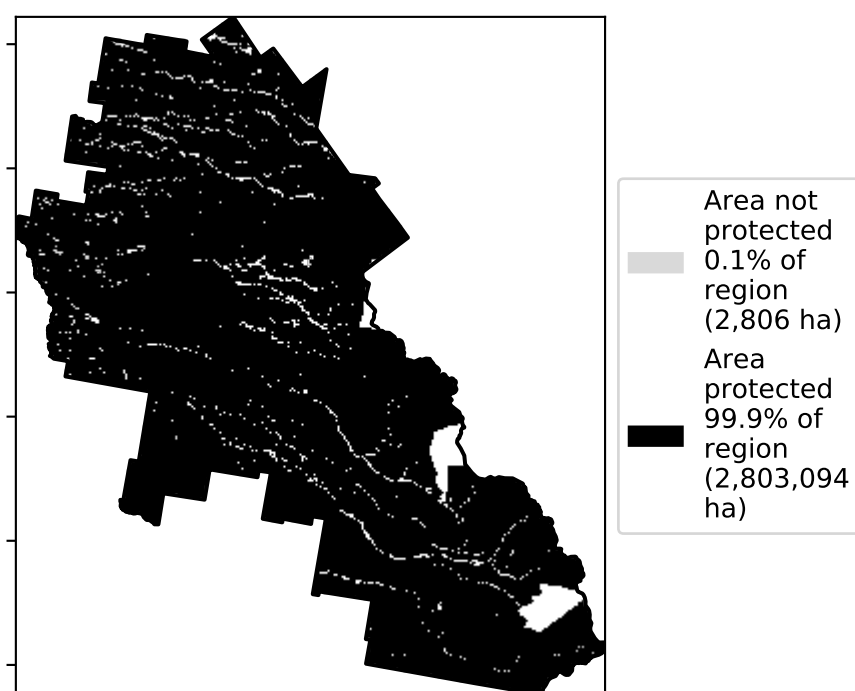 Area not
protected
0.1% of
region
(2,806 ha)
Area
protected
99.9% of
region
(2,803,094
ha)